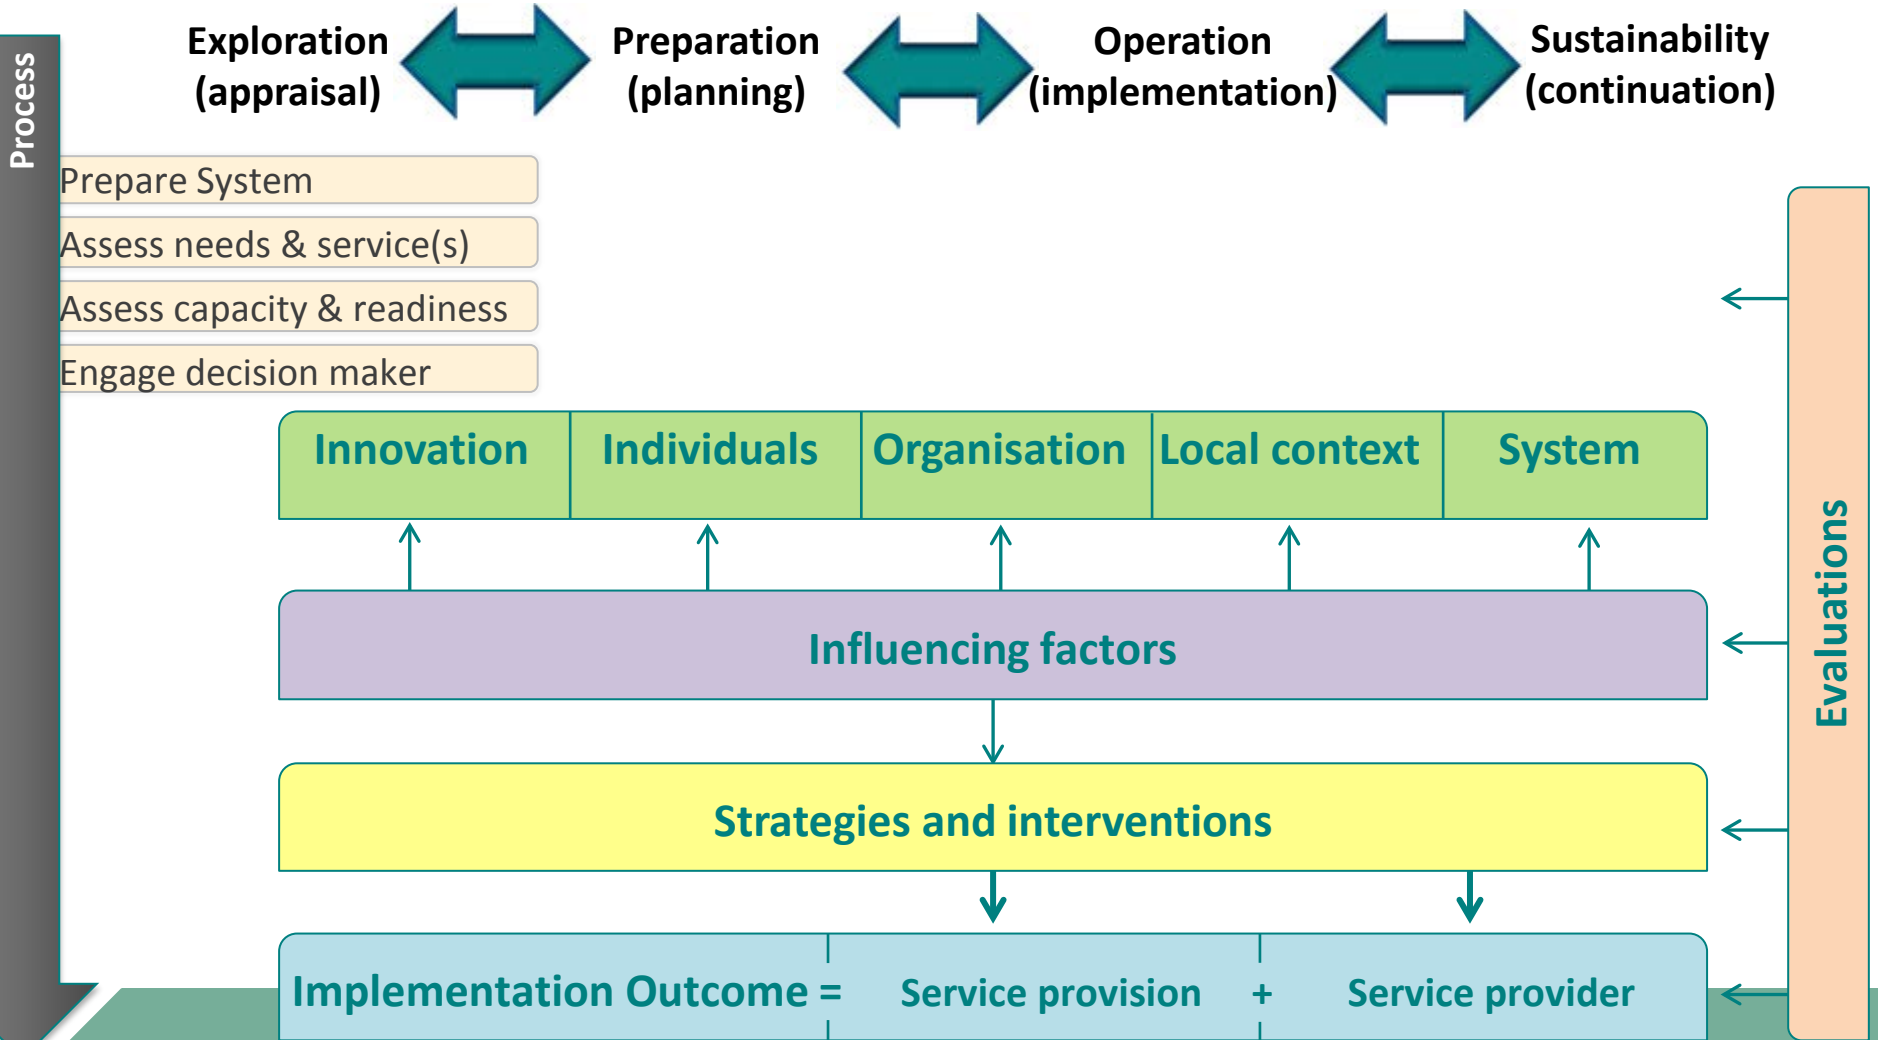 Process
Exploration
(appraisal)
Preparation
(planning)
Operation
(implementation)
Sustainability
(continuation)
Prepare System
Assess needs & service(s)
Assess capacity & readiness
Engage decision maker
Innovation
Individuals
Organisation
Local context
System
Influencing factors
Strategies and interventions
Implementation Outcome =
Service provision
+
Service provider
Evaluations